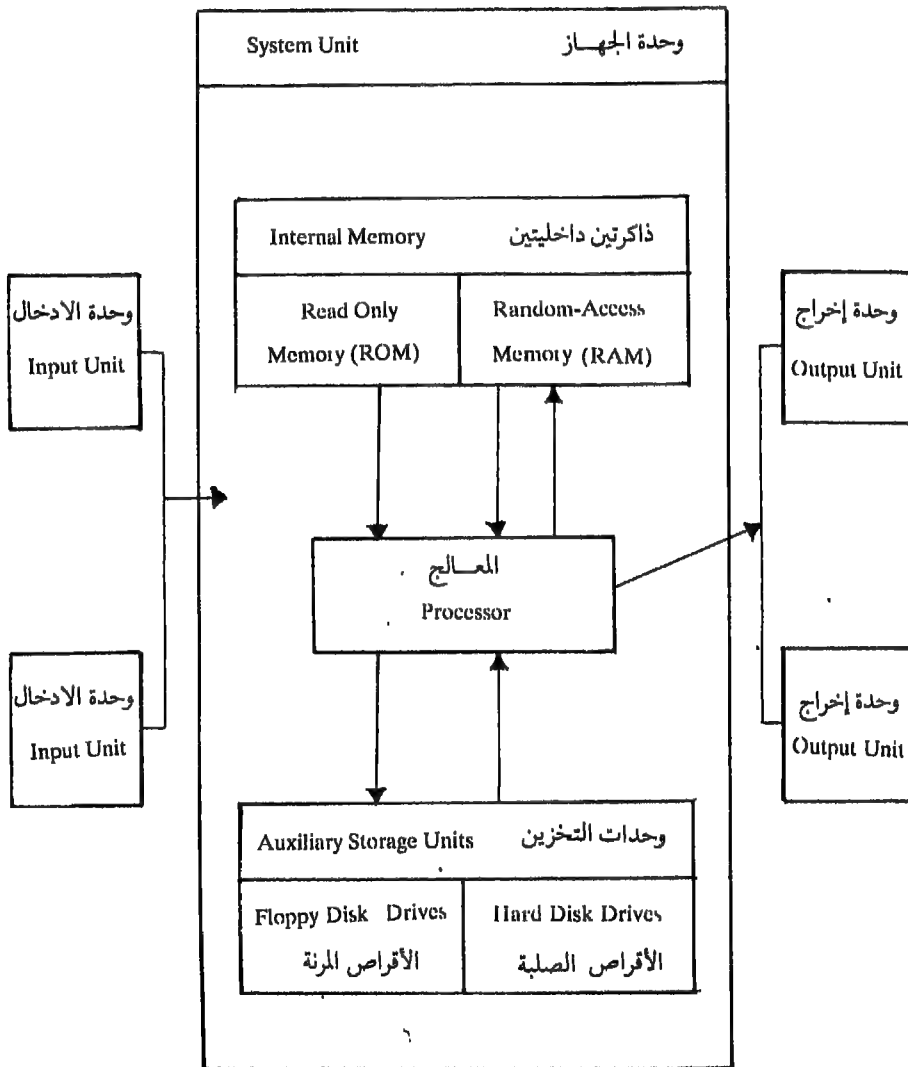 System Unit وحدة الجهـــاز
Internal Memory ذاكرتين داخليتين
Read Only
Memory (ROM)
Random-Access
Memory (RAM)
وحدة الادخال
Input Unit
وحدة إخراج
Output Unit
المعـــالج
Processor
وحدة الادخال
Input Unit
وحدة إخراج
Output Unit
Auxiliary Storage Units وحدات التخزين
Floppy Disk Drives
الأقراص المرنة
Hard Disk Drives
الأقراص الصلبة
٦